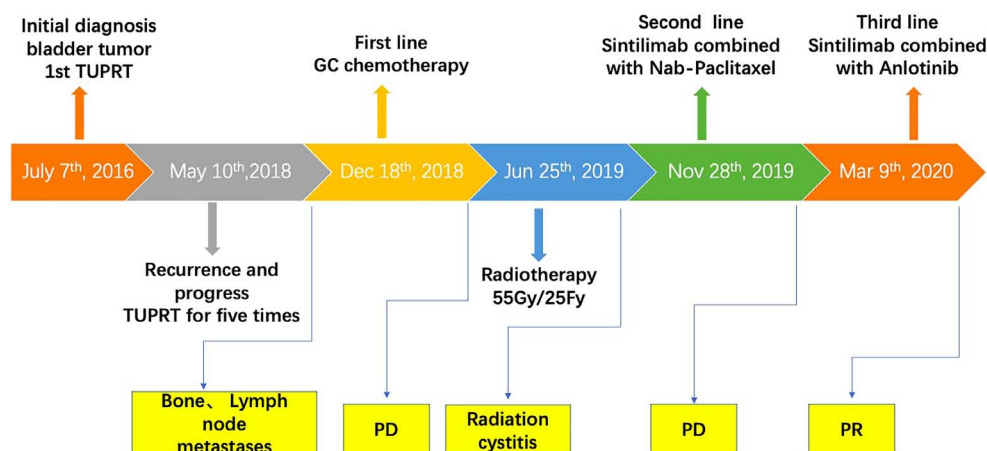 Initial diagnosis
bladder tumor
1st TUPRT
First line
GC chemotherapy
Second line
Sintilimab combined
with Nab-Paclitaxel
Third line
Sintilimab combined
with Anlotinib
July 7th, 2016
May 10th,2018
Dec 18th, 2018
Jun 25th, 2019
Nov 28th, 2019
Mar 9th, 2020
Recurrence and
progress
TUPRT for five times
Radiotherapy
55Gy/25Fy
Bone、 Lymph
node
metastases
PD
Radiation
cystitis
PD
PR